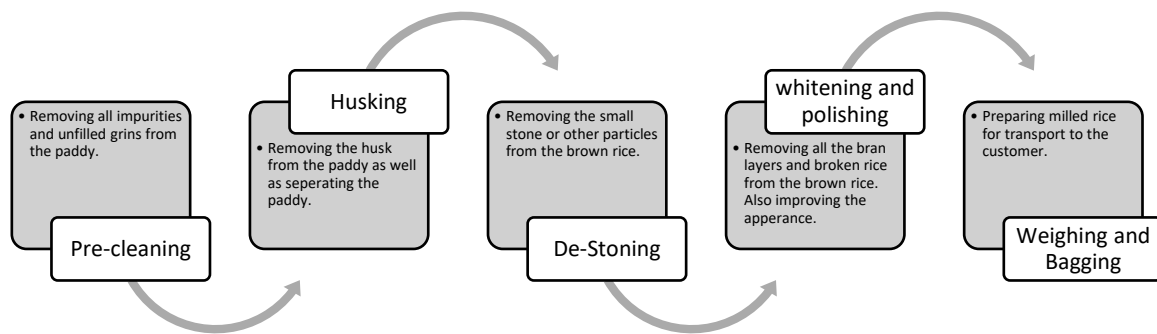 • Removing all impurities
and unfilled grins from
the paddy.
Pre-cleaning
Husking
• Removing the husk
from the paddy as well
as seperating the
paddy.
• Removing the small
stone or other particles
from the brown rice.
De-Stoning
whitening and
polishing
• Removing all the bran
layers and broken rice
from the brown rice.
Also improving the
apperance.
• Preparing milled rice
for transport to the
customer.
Weighing and
Bagging